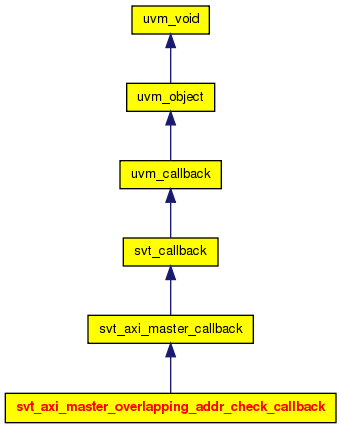 uvm_void
uvm_object
uvm_callback
svt_callback
svt_axi_master_callback
svt_axi_master_overlapping_addr_check_callback